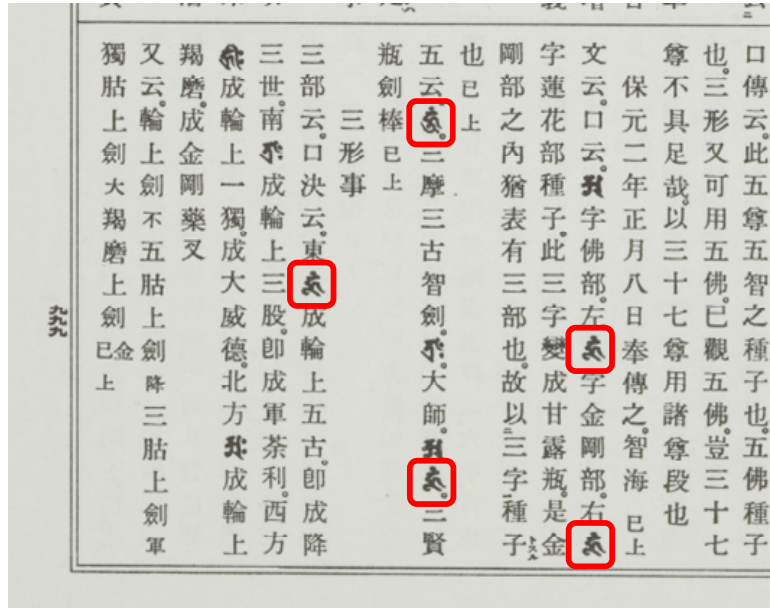 口傳云。此五尊五智之種子也。五佛種子
也。三形又可用五佛。已觀五佛。豈三十七
尊不具足哉。以三十七尊用諸尊段也
保元二年正月八日奉傳之。智海已上
文云。口云。字佛部。左字金剛部。右
字蓮花部種子。此三字變成甘露瓶。是金
剛部之內猶表有三部也。故以三字種子
也已上
五云。三摩三古智劍。大師。二賢
瓶劍棒已上
三形事
三部云。口決云。東成輪上五古。卽成降
三世。南成輪上三股。卽成軍荼利。西方
成輪上一獨。成大威德。北方成輪上
羯磨。成金剛藥叉
又云。輪上劍不五胋上劍降三胋上劍軍
獨胋上劍大羯磨上劍金已上
九九九